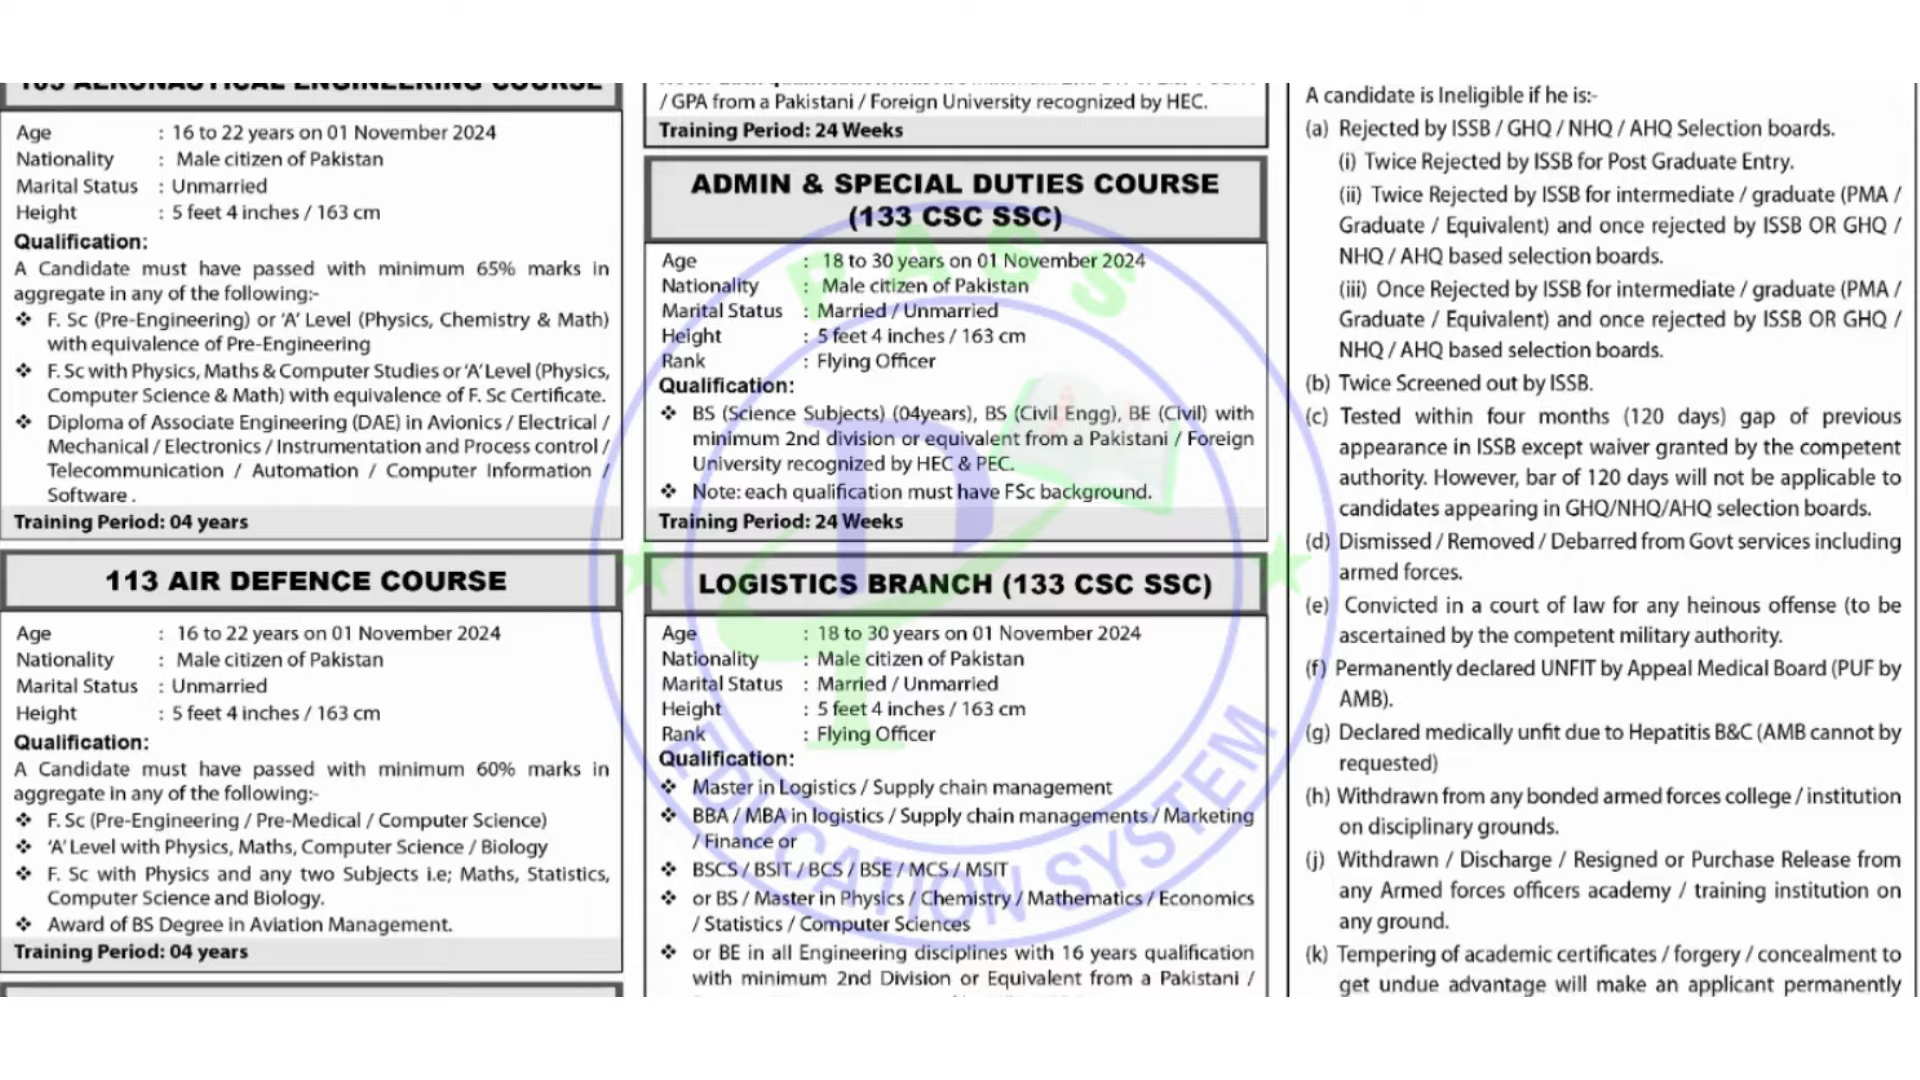 105 AERONAUTICAL ENGINEERING COURSE
Age : 16 to 22 years on 01 November 2024
Nationality : Male citizen of Pakistan
Marital Status : Unmarried
Height : 5 feet 4 inches / 163 cm
Qualification:
A Candidate must have passed with minimum 65% marks in
aggregate in any of the following:-
❖ F. Sc (Pre-Engineering) or 'A' Level (Physics, Chemistry & Math)
with equivalence of Pre-Engineering
❖ F. Sc with Physics, Maths & Computer Studies or 'A' Level (Physics,
Computer Science & Math) with equivalence of F. Sc Certificate.
❖ Diploma of Associate Engineering (DAE) in Avionics / Electrical /
Mechanical / Electronics / Instrumentation and Process control /
Telecommunication / Automation / Computer Information /
Software .
Training Period: 04 years
113 AIR DEFENCE COURSE
Age : 16 to 22 years on 01 November 2024
Nationality : Male citizen of Pakistan
Marital Status : Unmarried
Height : 5 feet 4 inches / 163 cm
Qualification:
A Candidate must have passed with minimum 60% marks in
aggregate in any of the following:-
❖ F. Sc (Pre-Engineering / Pre-Medical / Computer Science)
❖ 'A' Level with Physics, Maths, Computer Science / Biology
❖ F. Sc with Physics and any two Subjects i.e; Maths, Statistics,
Computer Science and Biology.
❖ Award of BS Degree in Aviation Management.
Training Period: 04 years
/ GPA from a Pakistani / Foreign University recognized by HEC.
Training Period: 24 Weeks
ADMIN & SPECIAL DUTIES COURSE
(133 CSC SSC)
Age : 18 to 30 years on 01 November 2024
Nationality : Male citizen of Pakistan
Marital Status : Married / Unmarried
Height : 5 feet 4 inches / 163 cm
Rank : Flying Officer
Qualification:
❖ BS (Science Subjects) (04years), BS (Civil Engg), BE (Civil) with
minimum 2nd division or equivalent from a Pakistani / Foreign
University recognized by HEC & PEC.
❖ Note: each qualification must have FSc background.
Training Period: 24 Weeks
LOGISTICS BRANCH (133 CSC SSC)
Age : 18 to 30 years on 01 November 2024
Nationality : Male citizen of Pakistan
Marital Status : Married / Unmarried
Height : 5 feet 4 inches / 163 cm
Rank : Flying Officer
Qualification:
❖ Master in Logistics / Supply chain management
❖ BBA / MBA in logistics / Supply chain managements / Marketing
/ Finance or
❖ BSCS / BSIT / BCS / BSE / MCS / MSIT
❖ or BS / Master in Physics / Chemistry / Mathematics / Economics
/ Statistics / Computer Sciences
❖ or BE in all Engineering disciplines with 16 years qualification
with minimum 2nd Division or Equivalent from a Pakistani /
A candidate is Ineligible if he is:-
(a) Rejected by ISSB / GHQ / NHQ / AHQ Selection boards.
(i) Twice Rejected by ISSB for Post Graduate Entry.
(ii) Twice Rejected by ISSB for intermediate / graduate (PMA /
Graduate / Equivalent) and once rejected by ISSB OR GHQ /
NHQ / AHQ based selection boards.
(iii) Once Rejected by ISSB for intermediate / graduate (PMA /
Graduate / Equivalent) and once rejected by ISSB OR GHQ /
NHQ / AHQ based selection boards.
(b) Twice Screened out by ISSB.
(c) Tested within four months (120 days) gap of previous
appearance in ISSB except waiver granted by the competent
authority. However, bar of 120 days will not be applicable to
candidates appearing in GHQ/NHQ/AHQ selection boards.
(d) Dismissed / Removed / Debarred from Govt services including
armed forces.
(e) Convicted in a court of law for any heinous offense (to be
ascertained by the competent military authority.
(f) Permanently declared UNFIT by Appeal Medical Board (PUF by
AMB).
(g) Declared medically unfit due to Hepatitis B&C (AMB cannot by
requested)
(h) Withdrawn from any bonded armed forces college / institution
on disciplinary grounds.
(j) Withdrawn / Discharge / Resigned or Purchase Release from
any Armed forces officers academy / training institution on
any ground.
(k) Tempering of academic certificates / forgery / concealment to
get undue advantage will make an applicant permanently
PASS
EDUCATION SYSTEM